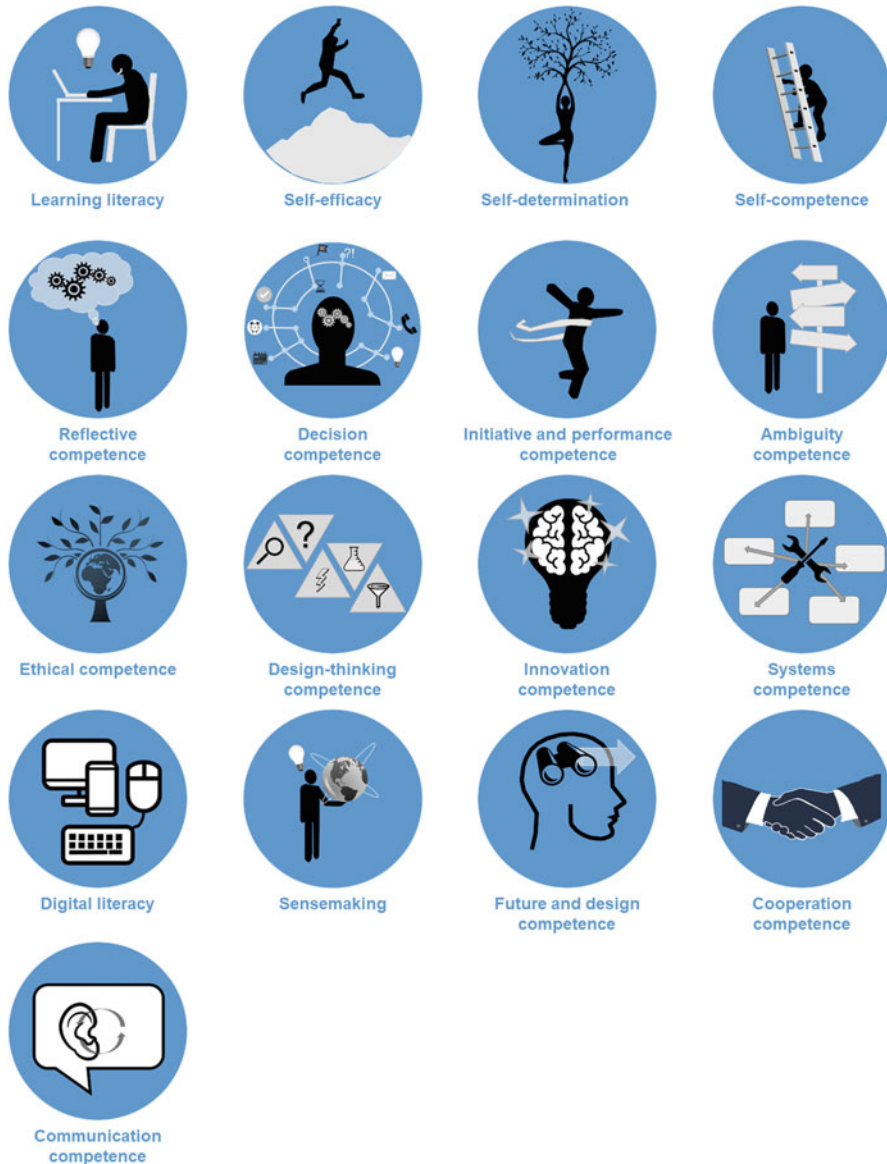 Learning literacy
Self-efficacy
Self-determination
Self-competence
?!
Reflective
competence
Decision
competence
Initiative and performance
competence
Ambiguity
competence
?
Ethical competence
Design-thinking
competence
Innovation
competence
Systems
competence
Digital literacy
Sensemaking
Future and design
competence
Cooperation
competence
Communication
competence